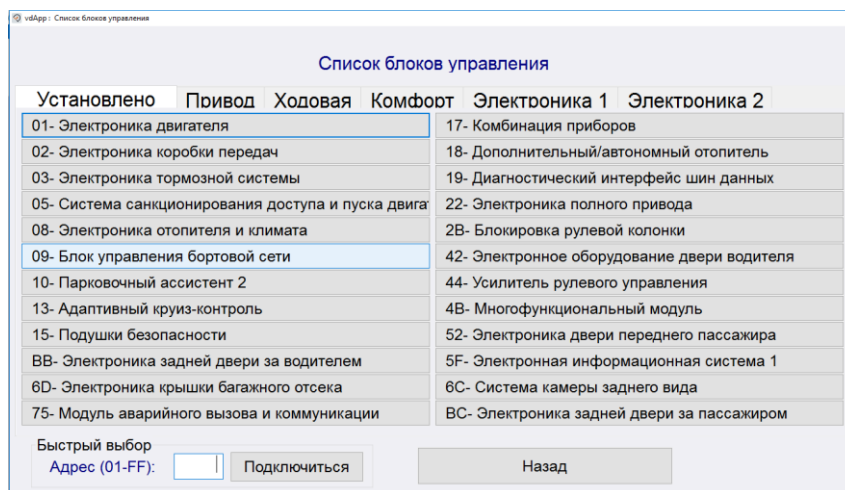 vdApp : Список блоков управления
Список блоков управления
Установлено Привод Ходовая Комфорт Электроника 1 Электроника 2
01- Электроника двигателя
17- Комбинация приборов
02- Электроника коробки передач
18- Дополнительный/автономный отопитель
03- Электроника тормозной системы
19- Диагностический интерфейс шин данных
05- Система санкционирования доступа и пуска двига
22- Электроника полного привода
08- Электроника отопителя и климата
2B- Блокировка рулевой колонки
09- Блок управления бортовой сети
42- Электронное оборудование двери водителя
10- Парковочный ассистент 2
44- Усилитель рулевого управления
13- Адаптивный круиз-контроль
4B- Многофункциональный модуль
15- Подушки безопасности
52- Электроника двери переднего пассажира
BB- Электроника задней двери за водителем
5F- Электронная информационная система 1
6D- Электроника крышки багажного отсека
6C- Система камеры заднего вида
75- Модуль аварийного вызова и коммуникации
BC- Электроника задней двери за пассажиром
Быстрый выбор
Адрес (01-FF): Подключиться Назад